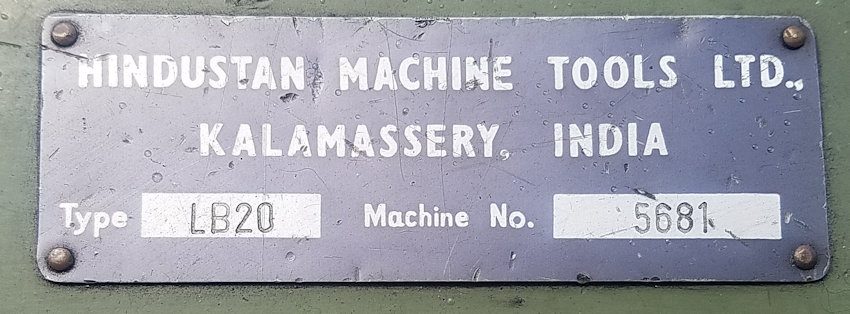 HINDUSTAN MACHINE TOOLS LTD.,
KALAMASSERY, INDIA
Type LB20 Machine No. 5681